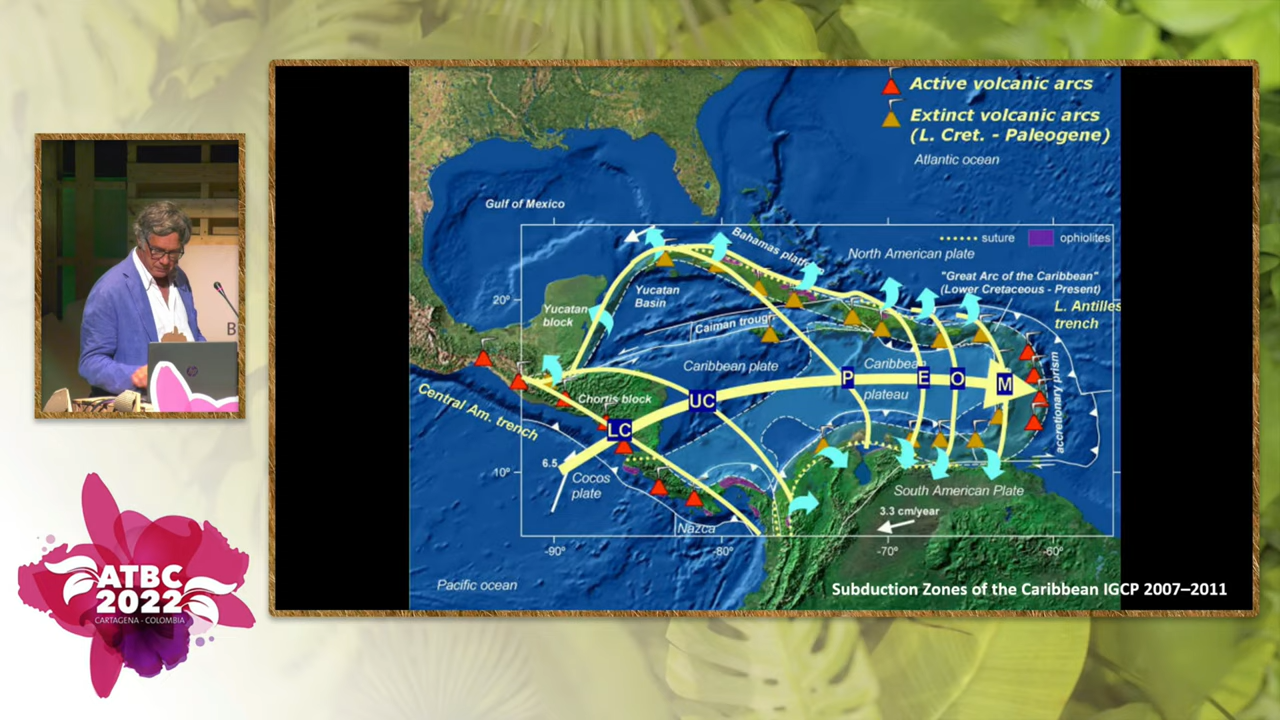 Active volcanic arcs
Extinct volcanic arcs
(L. Cret. - Paleogene)
Atlantic ocean
Gulf of Mexico
Bahamas platform
suture
ophiolites
North American plate
"Great Arc of the Caribbean"
(Lower Cretaceous - Present)
L. Antilles
trench
Yucatan
Basin
20°
Yucatan
block
Caiman trough
Caribbean plate
Caribbean
plateau
accretionary prism
P
E
O
M
Chortis block
UC
LC
Central Am. trench
6.5
10°
Cocos
plate
South American Plate
3.3 cm/year
Nazca
-90°
-80°
-70°
-60°
Pacific ocean
Subduction Zones of the Caribbean IGCP 2007–2011
B
hp
ATBC
2022
CARTAGENA - COLOMBIA